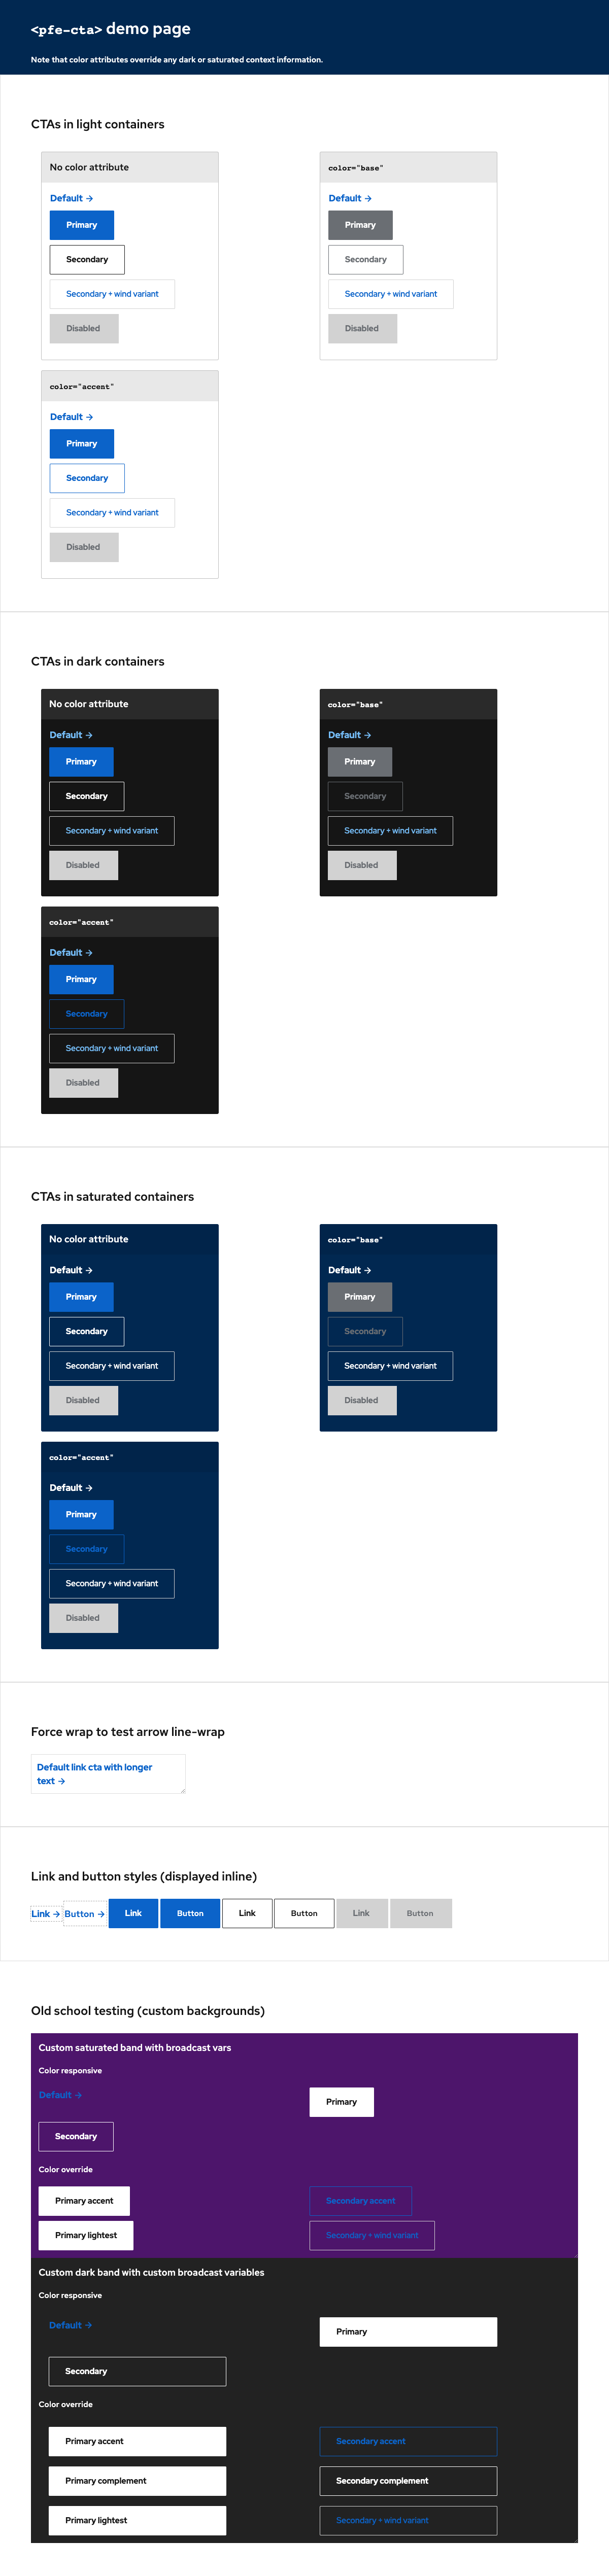 <pfe-cta> demo page
Note that color attributes override any dark or saturated context information.
CTAs in light containers
No color attribute
Default →
Primary
Secondary
Secondary + wind variant
Disabled
color="base"
Default →
Primary
Secondary
Secondary + wind variant
Disabled
color="accent"
Default →
Primary
Secondary
Secondary + wind variant
Disabled
CTAs in dark containers
No color attribute
Default →
Primary
Secondary
Secondary + wind variant
Disabled
color="base"
Default →
Primary
Secondary
Secondary + wind variant
Disabled
color="accent"
Default →
Primary
Secondary
Secondary + wind variant
Disabled
CTAs in saturated containers
No color attribute
Default →
Primary
Secondary
Secondary + wind variant
Disabled
color="base"
Default →
Primary
Secondary
Secondary + wind variant
Disabled
color="accent"
Default →
Primary
Secondary
Secondary + wind variant
Disabled
Force wrap to test arrow line-wrap
Default link cta with longer
text →
Link and button styles (displayed inline)
Link → Button → Link Button Link Button Link Button
Old school testing (custom backgrounds)
Custom saturated band with broadcast vars
Color responsive
Default →
Primary
Secondary
Color override
Primary accent
Secondary accent
Primary lightest
Secondary + wind variant
Custom dark band with custom broadcast variables
Color responsive
Default →
Primary
Secondary
Color override
Primary accent
Secondary accent
Primary complement
Secondary complement
Primary lightest
Secondary + wind variant